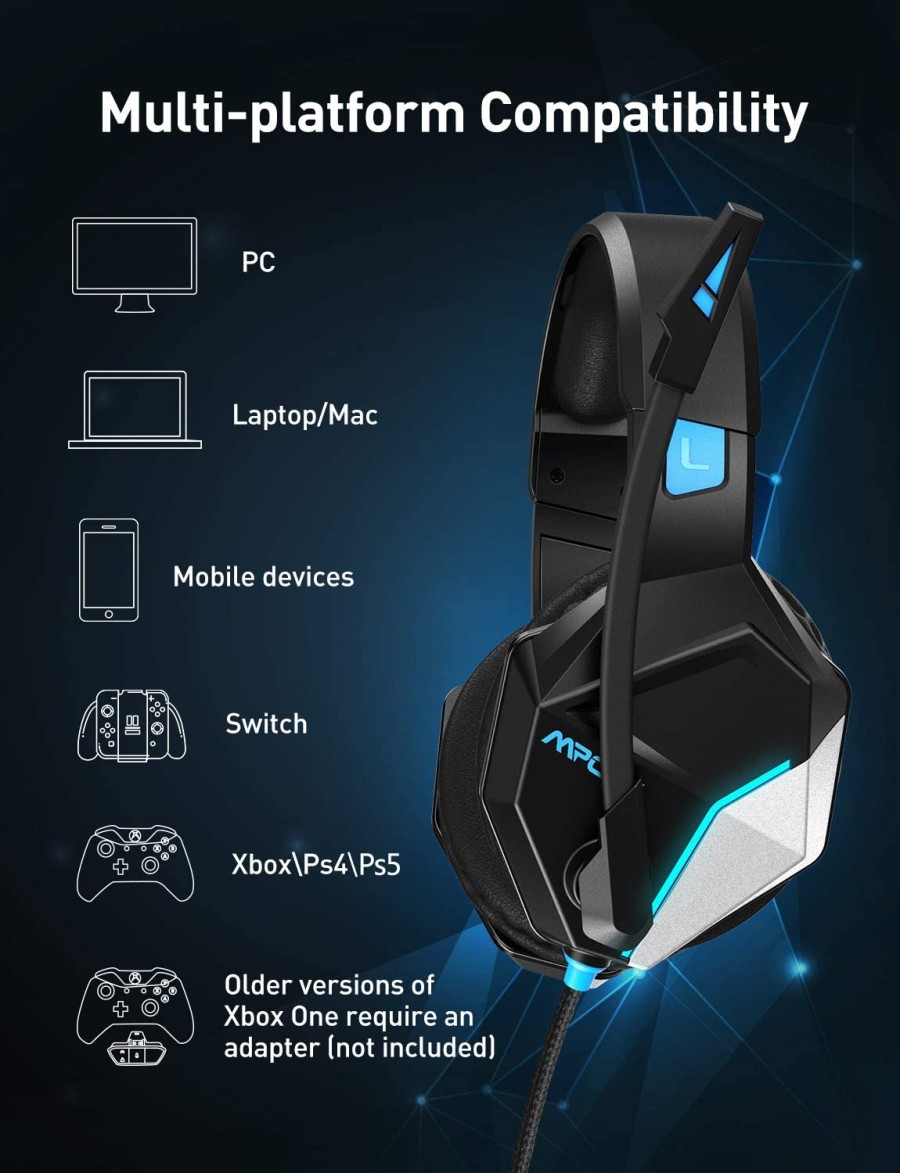 Multi-platform Compatibility
PC
Laptop/Mac
Mobile devices
Switch
Xbox\Ps4\Ps5
Older versions of
Xbox One require an
adapter (not included)
L